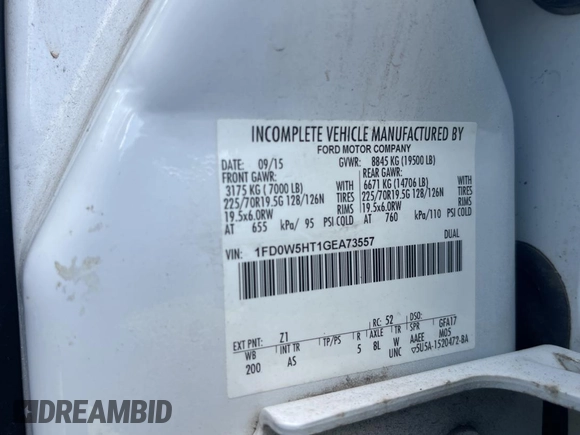 INCOMPLETE VEHICLE MANUFACTURED BY
FORD MOTOR COMPANY
DATE: 09/15 GVWR: 8845 KG (19500 LB)
FRONT GAWR: REAR GAWR:
3175 KG (7000 LB) WITH 6671 KG (14706 LB) WITH
225/70R19.5G 128/126N TIRES 225/70R19.5G 128/126N TIRES
19.5x6.0RW RIMS 19.5x6.0RW RIMS
AT 655 kPa/ 95 PSI COLD AT 760 kPa/110 PSI COLD
VIN: 1FD0W5HT1GEA73557 DUAL
EXT PNT: Z1 RC: 52 DSO:
WB INT TR TP/PS R AXLE TR SPR GFA17
200 AS 5 BL W AAEE M05
UNC ▽5U5A-1520472-BA
DREAMBID